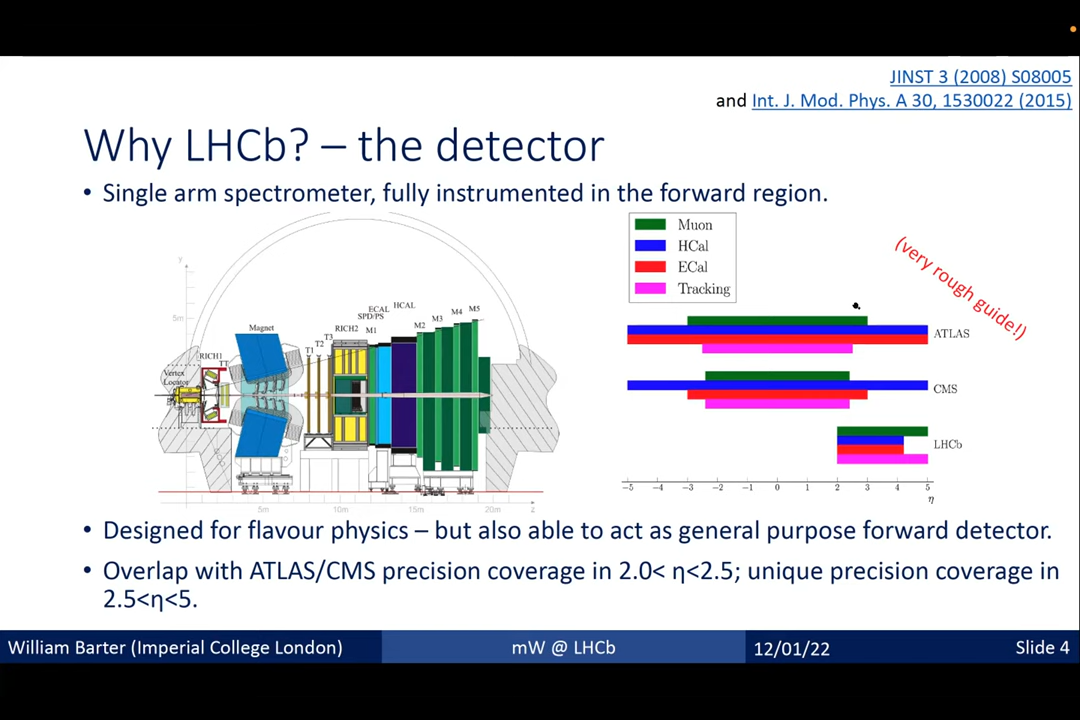 JINST 3 (2008) S08005
and Int. J. Mod. Phys. A 30, 1530022 (2015)
Why LHCb? – the detector
• Single arm spectrometer, fully instrumented in the forward region.
y
5m
Vertex
Locator
RICH1
TT
Magnet
T1
T2
T3
RICH2
SPD/PS
M1
ECAL
HCAL
M2
M3
M4
M5
5m
10m
15m
20m
z
Muon
HCal
ECal
Tracking
(very rough guide!)
ATLAS
CMS
LHCb
−5 −4 −3 −2 −1 0 1 2 3 4 5
η
• Designed for flavour physics – but also able to act as general purpose forward detector.
• Overlap with ATLAS/CMS precision coverage in 2.0< η<2.5; unique precision coverage in
2.5<η<5.
William Barter (Imperial College London)
mW @ LHCb
12/01/22
Slide 4